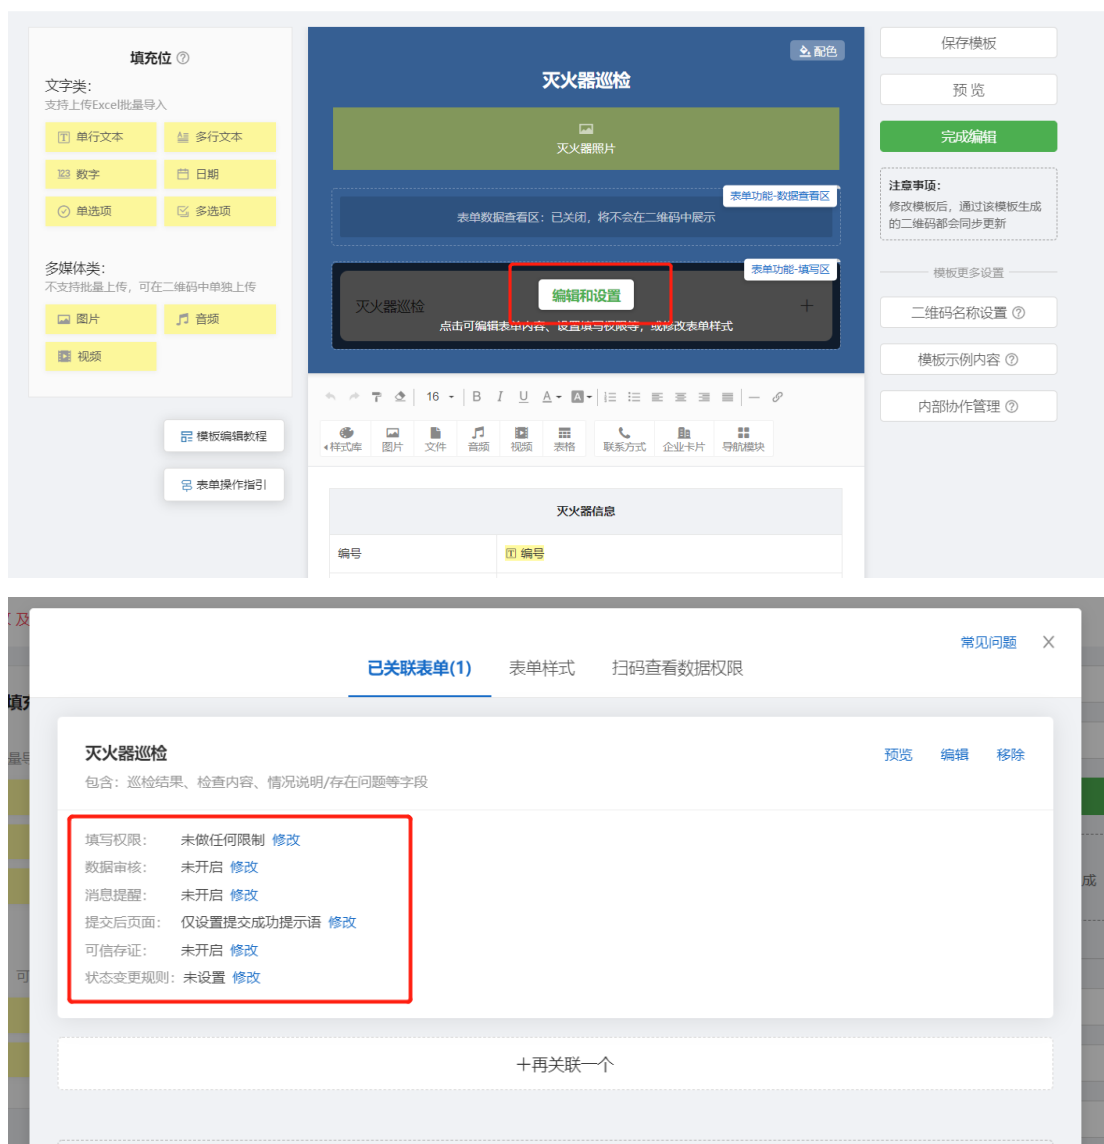 填充位
文字类：
支持上传Excel批量导入
单行文本
多行文本
123 数字
日期
单选项
多选项
多媒体类：
不支持批量上传，可在二维码中单独上传
图片
音频
视频
模板编辑教程
表单操作指引
配色
灭火器巡检
灭火器照片
表单功能-数据查看区
表单数据查看区：已关闭，将不会在二维码中展示
表单功能-填写区
编辑和设置
灭火器巡检
点击可编辑表单内容、设置填写权限等，或修改表单样式
16
B I U A A
样式库 图片 文件 音频 视频 表格 联系方式 企业卡片 导航模块
灭火器信息
编号
编号
保存模板
预 览
完成编辑
注意事项：
修改模板后，通过该模板生成
的二维码都会同步更新
模板更多设置
二维码名称设置
模板示例内容
内部协作管理
及
常见问题
已关联表单(1) 表单样式 扫码查看数据权限
灭火器巡检
预览 编辑 移除
包含：巡检结果、检查内容、情况说明/存在问题等字段
填写权限： 未做任何限制 修改
数据审核： 未开启 修改
消息提醒： 未开启 修改
提交后页面： 仅设置提交成功提示语 修改
可信存证： 未开启 修改
状态变更规则：未设置 修改
成
可
＋再关联一个